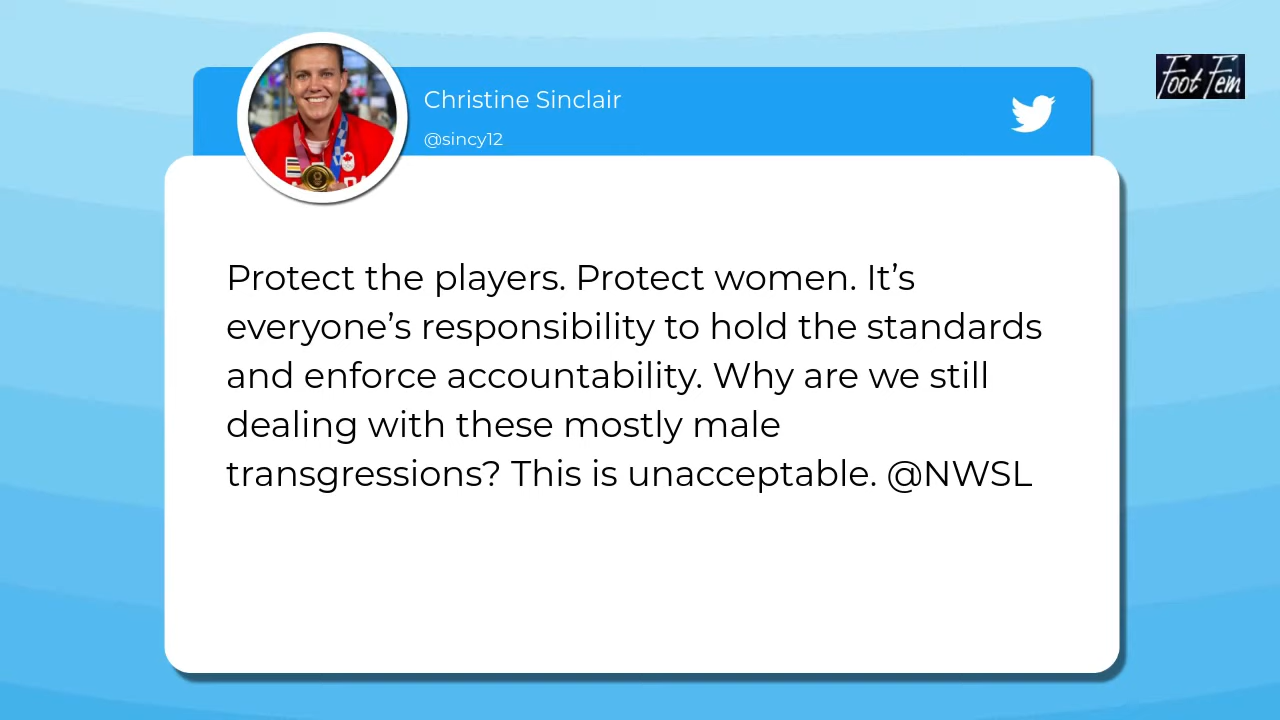 Foot Fem
Christine Sinclair
@sincy12
Protect the players. Protect women. It’s
everyone’s responsibility to hold the standards
and enforce accountability. Why are we still
dealing with these mostly male
transgressions? This is unacceptable. @NWSL